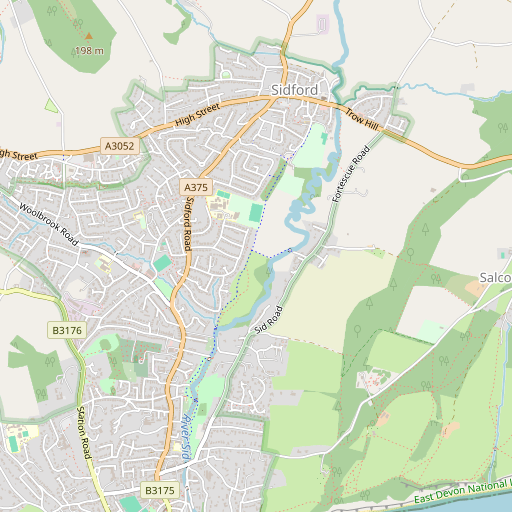 198 m
Sidford
High Street
Trow Hill
A3052
gh Street
Fortescue Road
A375
Woolbrook Road
Sidford Road
Salco
B3176
Sid Road
Station Road
River Sid
B3175
East Devon National L